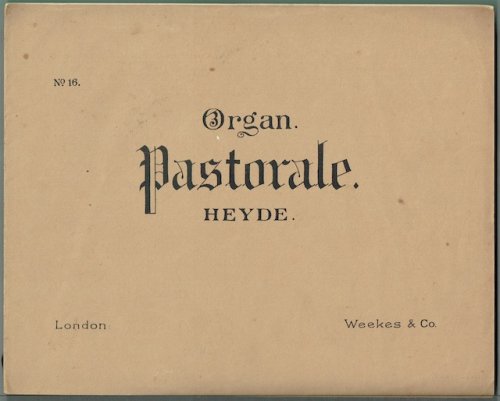 No 16.
Organ.
Pastorale.
HEYDE.
London Weekes & Co.